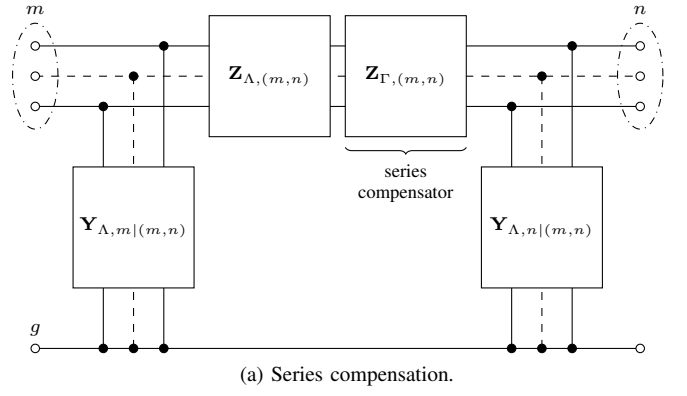 m
n
Z_{Λ,(m,n)}
Z_{Γ,(m,n)}
series
compensator
Y_{Λ,m|(m,n)}
Y_{Λ,n|(m,n)}
g
(a) Series compensation.